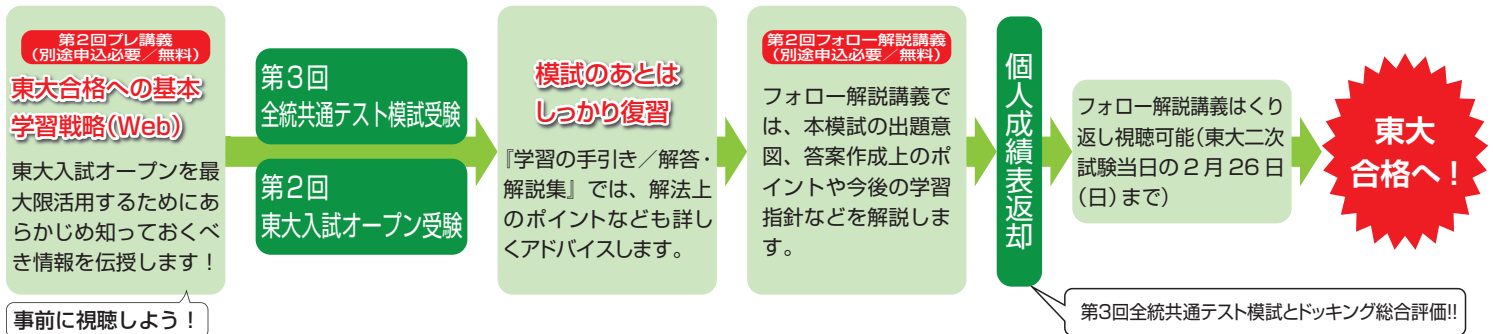 第2回プレ講義
(別途申込必要／無料)
東大合格への基本
学習戦略(Web)
東大入試オープンを最
大限活用するためにあ
らかじめ知っておくべ
き情報を伝授します！
事前に視聴しよう！
第3回
全統共通テスト模試受験
第2回
東大入試オープン受験
模試のあとは
しっかり復習
『学習の手引き／解答・
解説集』では、解法上
のポイントなども詳し
くアドバイスします。
第2回フォロー解説講義
(別途申込必要／無料)
フォロー解説講義で
は、本模試の出題意
図、答案作成上のポ
イントや今後の学習
指針などを解説しま
す。
個人成績表返却
第3回全統共通テスト模試とドッキング総合評価!!
フォロー解説講義はくり
返し視聴可能(東大二次
試験当日の2月26日
(日)まで)
東大
合格へ！